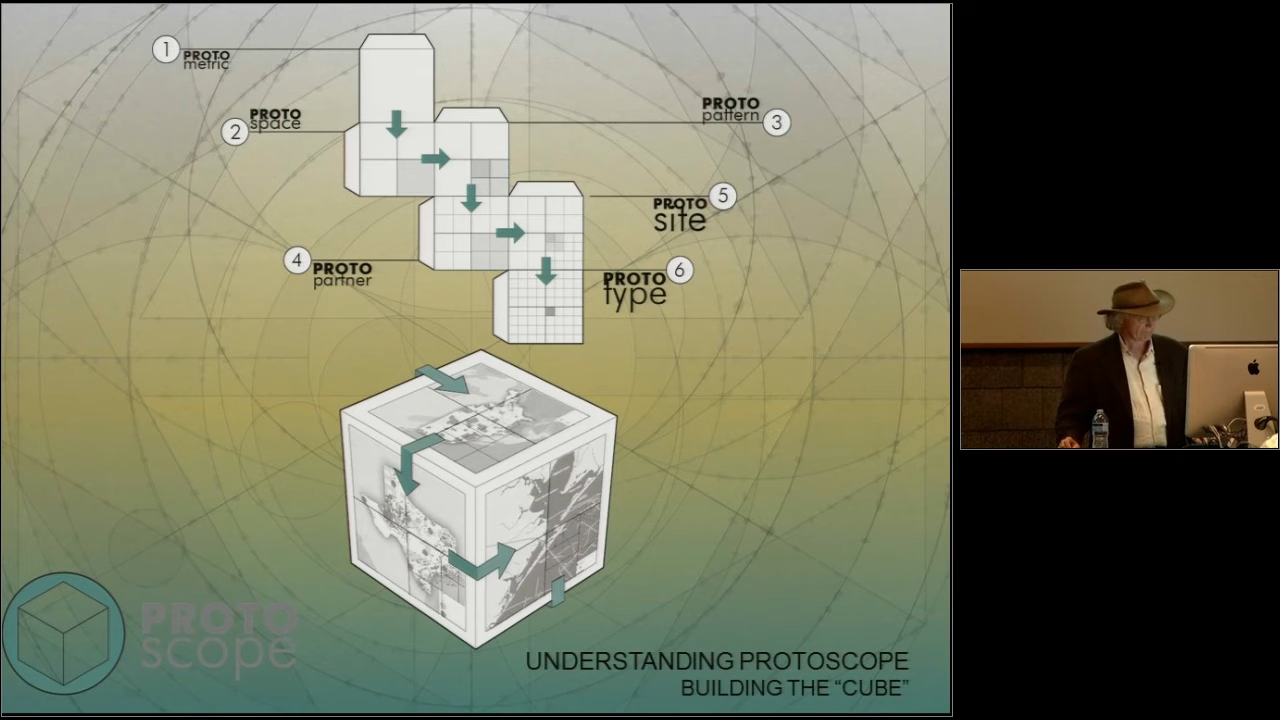 1
PROTO
metric
2
PROTO
space
PROTO
pattern
3
5
PROTO
site
4
PROTO
partner
PROTO
type
6
PROTO
scope
UNDERSTANDING PROTOSCOPE
BUILDING THE “CUBE”